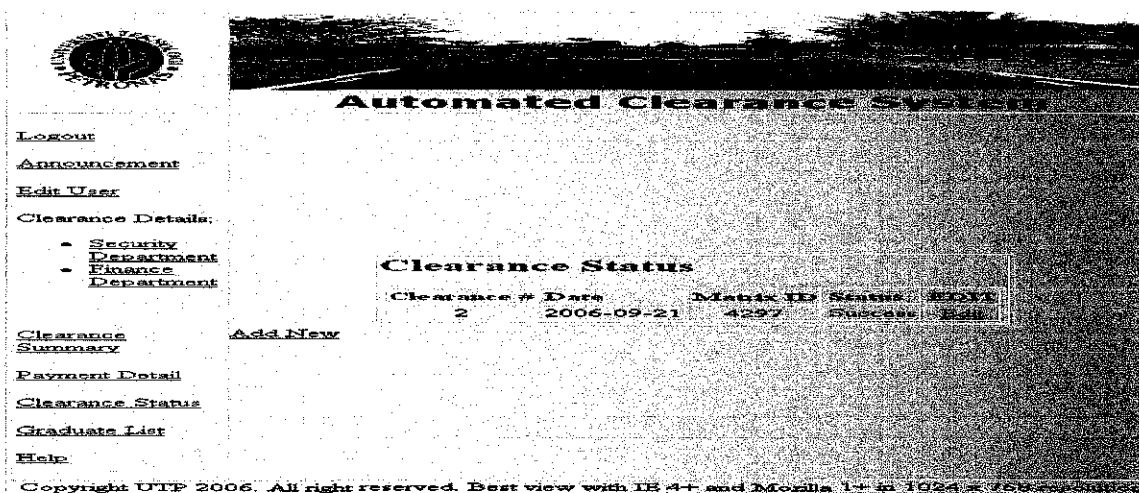 Automated Clearance System
Logout
Announcement
Edit User
Clearance Details:
Security
Department
Finance
Department
Clearance
Summary
Payment Detail
Clearance Status
Graduate List
Help
Clearance Status
Clearance # Date Matrix ID Status EDIT
2 2006-09-21 4297 Success Edit
Add New
Copyright UTP 2006. All right reserved. Best view with IE 4+ and Mozilla 1+ in 1024 x 768 resolution